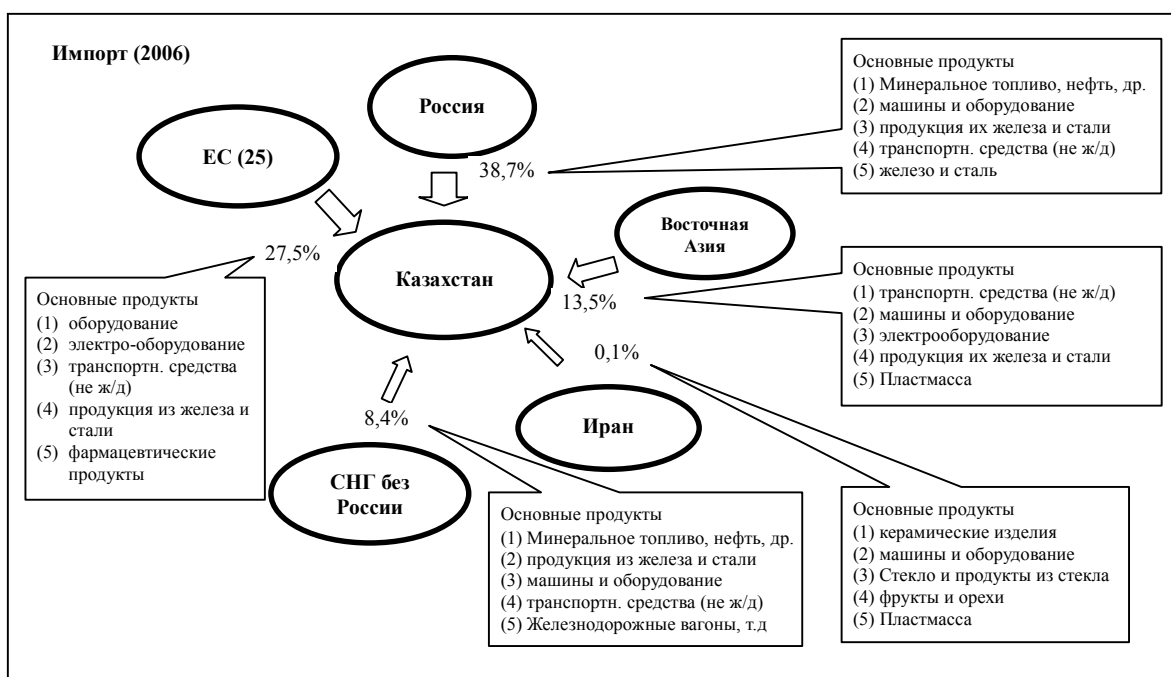 Импорт (2006)
Россия
ЕС (25)
38,7%
Основные продукты
(1) Минеральное топливо, нефть, др.
(2) машины и оборудование
(3) продукция их железа и стали
(4) транспортн. средства (не ж/д)
(5) железо и сталь
Восточная
Азия
27,5%
Казахстан
13,5%
Основные продукты
(1) транспортн. средства (не ж/д)
(2) машины и оборудование
(3) электрооборудование
(4) продукция их железа и стали
(5) Пластмасса
Основные продукты
(1) оборудование
(2) электро-оборудование
(3) транспортн. средства
(не ж/д)
(4) продукция из железа и
стали
(5) фармацевтические
продукты
0,1%
8,4%
Иран
СНГ без
России
Основные продукты
(1) Минеральное топливо, нефть, др.
(2) продукция из железа и стали
(3) машины и оборудование
(4) транспортн. средства (не ж/д)
(5) Железнодорожные вагоны, т.д
Основные продукты
(1) керамические изделия
(2) машины и оборудование
(3) Стекло и продукты из стекла
(4) фрукты и орехи
(5) Пластмасса